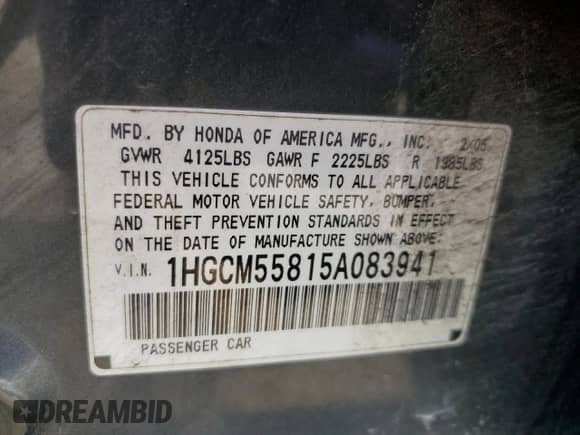 MFD. BY HONDA OF AMERICA MFG., INC. 2/05
GVWR 4125LBS GAWR F 2225LBS R 1985LBS
THIS VEHICLE CONFORMS TO ALL APPLICABLE
FEDERAL MOTOR VEHICLE SAFETY, BUMPER,
AND THEFT PREVENTION STANDARDS IN EFFECT
ON THE DATE OF MANUFACTURE SHOWN ABOVE.
V.I.N. 1HGCM55815A083941
PASSENGER CAR
DREAMBID